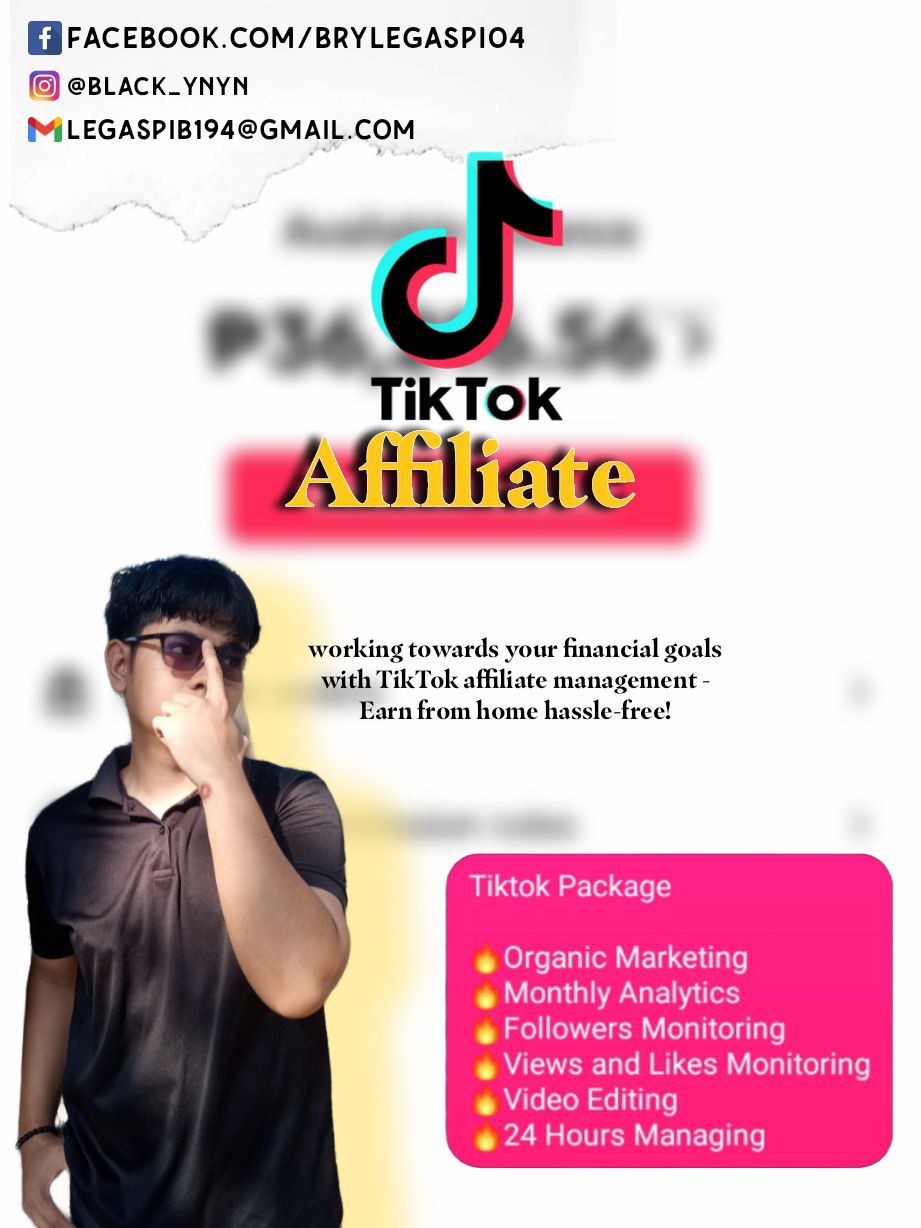 FACEBOOK.COM/BRYLEGASPI04
@BLACK_YNYN
LEGASPIB194@GMAIL.COM
TikTok
Affiliate
working towards your financial goals
with TikTok affiliate management -
Earn from home hassle-free!
Tiktok Package
🔥Organic Marketing
🔥Monthly Analytics
🔥Followers Monitoring
🔥Views and Likes Monitoring
🔥Video Editing
🔥24 Hours Managing